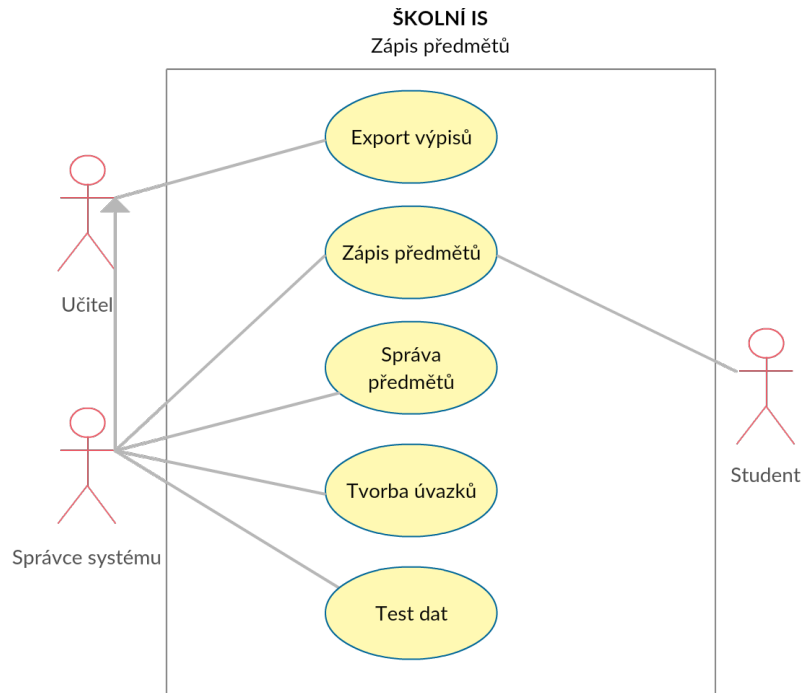 ŠKOLNÍ IS
Zápis předmětů
Export výpisů
Učitel
Zápis předmětů
Správa
předmětů
Student
Tvorba úvazků
Správce systému
Test dat